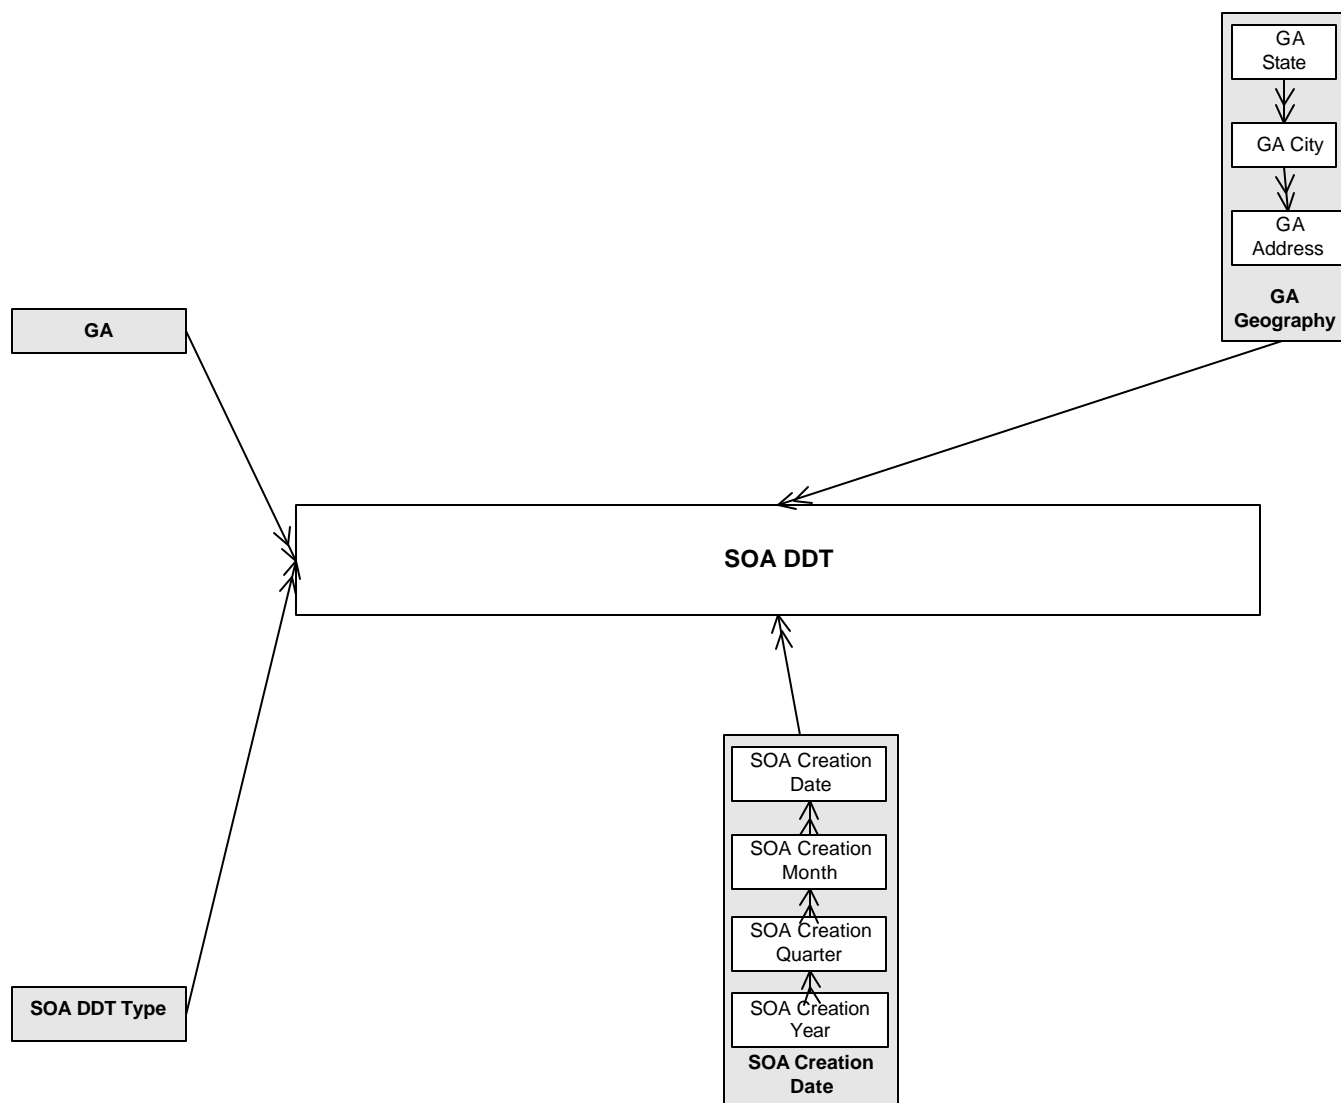 GA
State
GA City
GA
Address
GA
Geography
GA
SOA DDT
SOA Creation
Date
SOA Creation
Month
SOA Creation
Quarter
SOA Creation
Year
SOA Creation
Date
SOA DDT Type